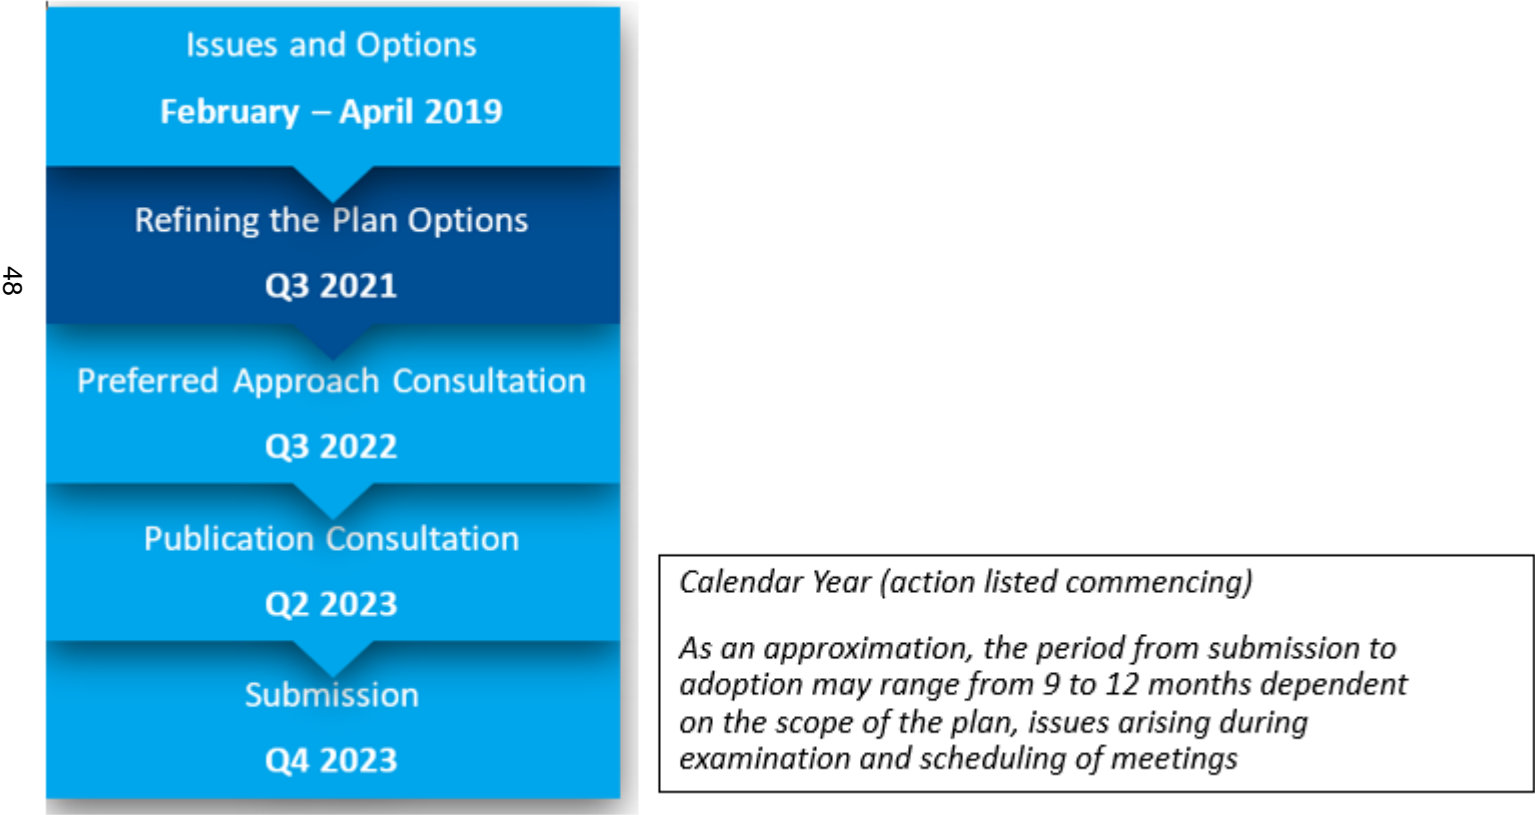 Issues and Options
February – April 2019
Refining the Plan Options
Q3 2021
Preferred Approach Consultation
Q3 2022
Publication Consultation
Q2 2023
Submission
Q4 2023
Calendar Year (action listed commencing)
As an approximation, the period from submission to
adoption may range from 9 to 12 months dependent
on the scope of the plan, issues arising during
examination and scheduling of meetings
48